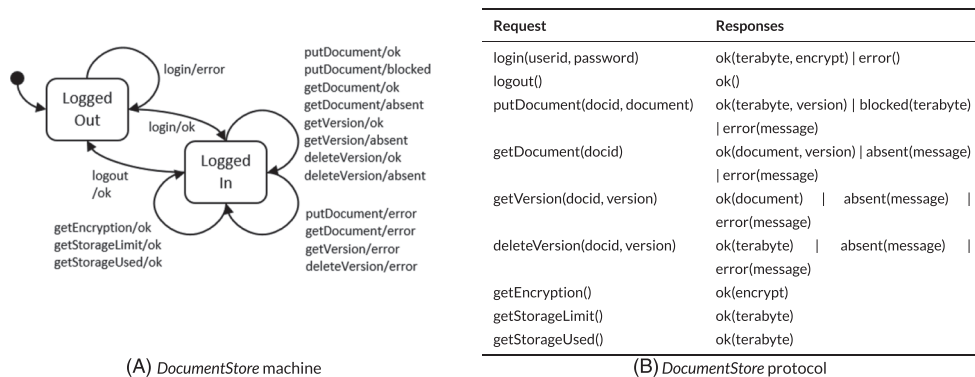 login/error
Logged
Out
login/ok
logout
/ok
Logged
In
putDocument/ok
putDocument/blocked
getDocument/ok
getDocument/absent
getVersion/ok
getVersion/absent
deleteVersion/ok
deleteVersion/absent
getEncryption/ok
getStorageLimit/ok
getStorageUsed/ok
putDocument/error
getDocument/error
getVersion/error
deleteVersion/error
(A) DocumentStore machine
Request Responses
login(userid, password) ok(terabyte, encrypt) | error()
logout() ok()
putDocument(docid, document) ok(terabyte, version) | blocked(terabyte)
| error(message)
getDocument(docid) ok(document, version) | absent(message)
| error(message)
getVersion(docid, version) ok(document) | absent(message) |
error(message)
deleteVersion(docid, version) ok(terabyte) | absent(message) |
error(message)
getEncryption() ok(encrypt)
getStorageLimit() ok(terabyte)
getStorageUsed() ok(terabyte)
(B) DocumentStore protocol